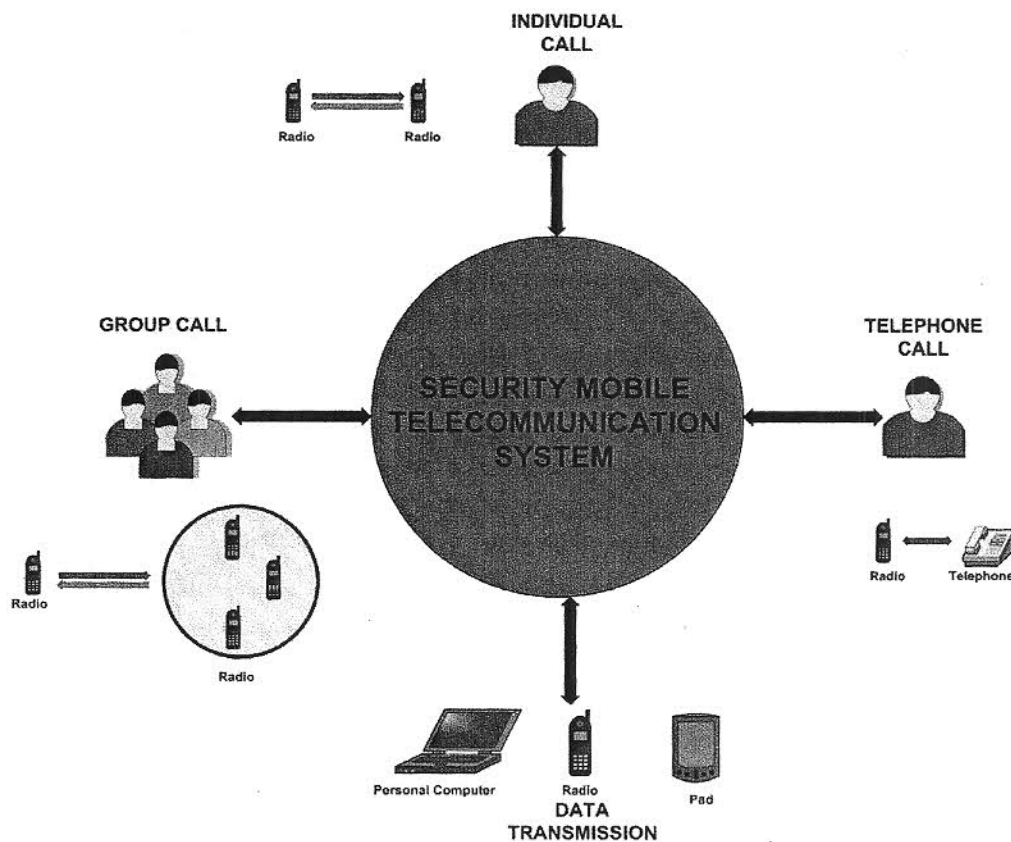 INDIVIDUAL
CALL
Radio
Radio
GROUP CALL
TELEPHONE
CALL
SECURITY MOBILE
TELECOMMUNICATION
SYSTEM
Radio
Telephone
Radio
Radio
Personal Computer
Radio
Pad
DATA
TRANSMISSION